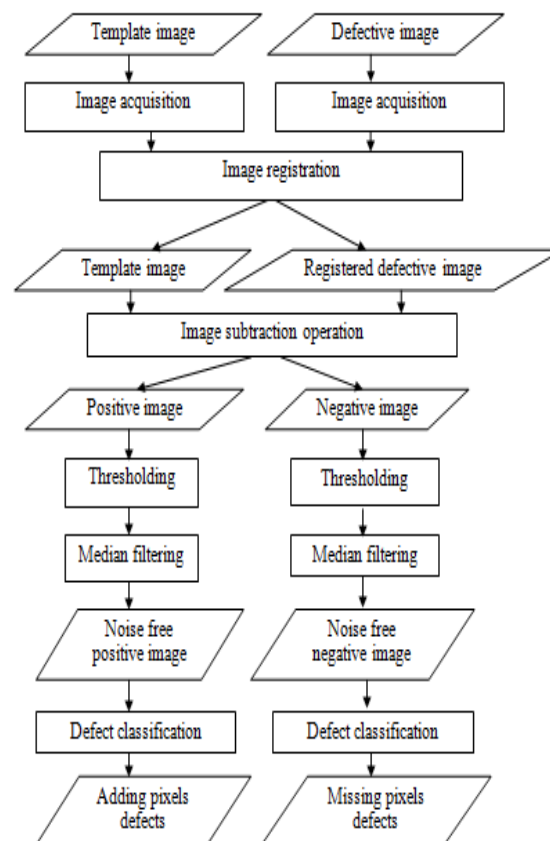 Template image
Defective image
Image acquisition
Image acquisition
Image registration
Template image
Registered defective image
Image subtraction operation
Positive image
Negative image
Thresholding
Thresholding
Median filtering
Median filtering
Noise free
positive image
Noise free
negative image
Defect classification
Defect classification
Adding pixels
defects
Missing pixels
defects